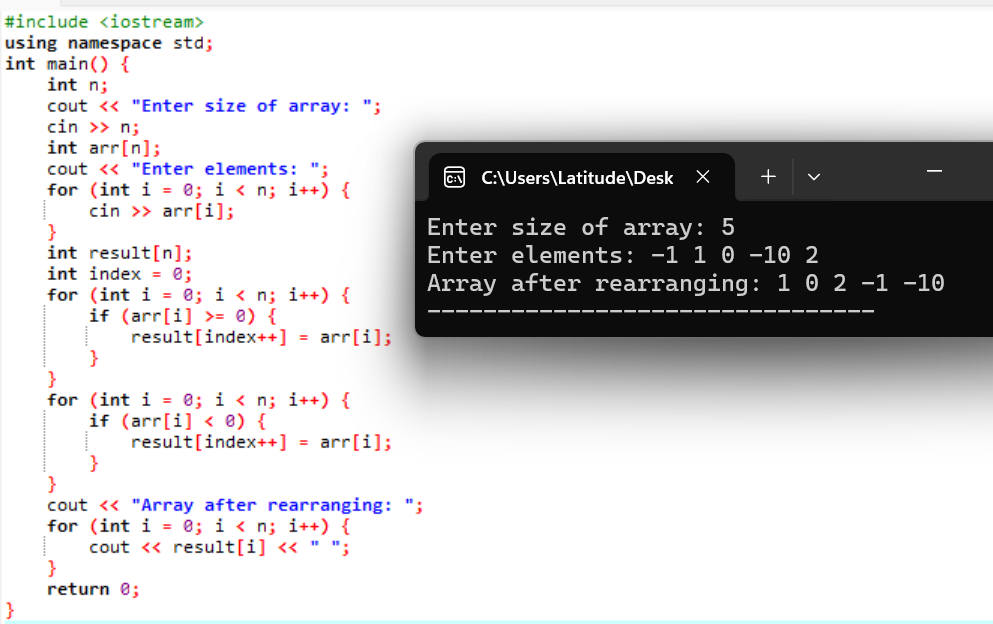 #include <iostream>
using namespace std;
int main() {
    int n;
    cout << "Enter size of array: ";
    cin >> n;
    int arr[n];
    cout << "Enter elements: ";
    for (int i = 0; i < n; i++) {
        cin >> arr[i];
    }
    int result[n];
    int index = 0;
    for (int i = 0; i < n; i++) {
        if (arr[i] >= 0) {
            result[index++] = arr[i];
        }
    }
    for (int i = 0; i < n; i++) {
        if (arr[i] < 0) {
            result[index++] = arr[i];
        }
    }
    cout << "Array after rearranging: ";
    for (int i = 0; i < n; i++) {
        cout << result[i] << " ";
    }
    return 0;
}
C:\Users\Latitude\Desk
Enter size of array: 5
Enter elements: -1 1 0 -10 2
Array after rearranging: 1 0 2 -1 -10
--------------------------------